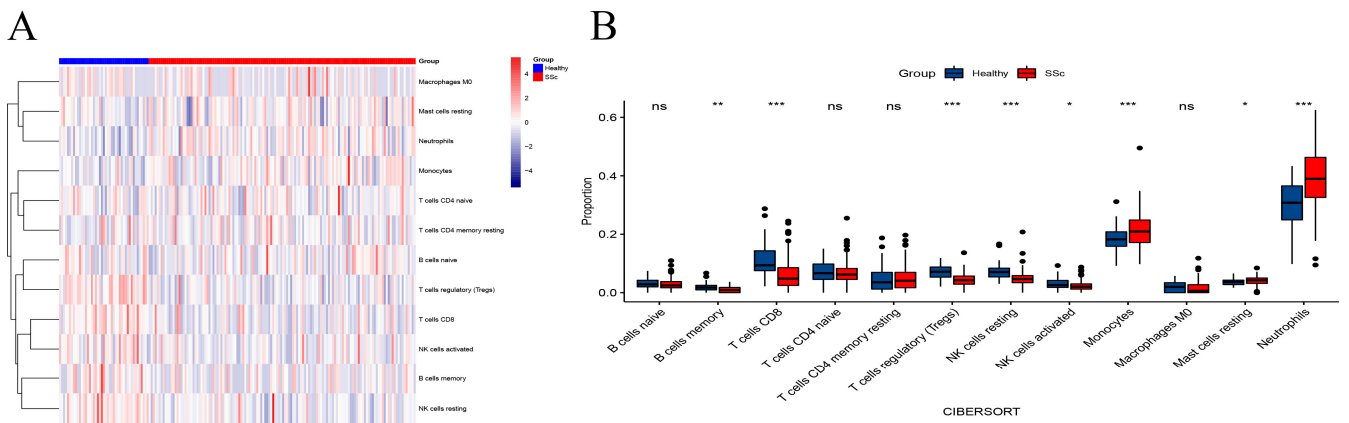 A
Group
Macrophages M0
Mast cells resting
Neutrophils
Monocytes
T cells CD4 naive
T cells CD4 memory resting
B cells naive
T cells regulatory (Tregs)
T cells CD8
NK cells activated
B cells memory
NK cells resting
4
2
0
−2
−4
Group
Healthy
SSc
B
Group Healthy SSc
ns ** *** ns ns *** *** * *** ns * ***
Proportion
0.6
0.4
0.2
0.0
B cells naive
B cells memory
T cells CD8
T cells CD4 naive
T cells CD4 memory resting
T cells regulatory (Tregs)
NK cells resting
NK cells activated
Monocytes
Macrophages M0
Mast cells resting
Neutrophils
CIBERSORT